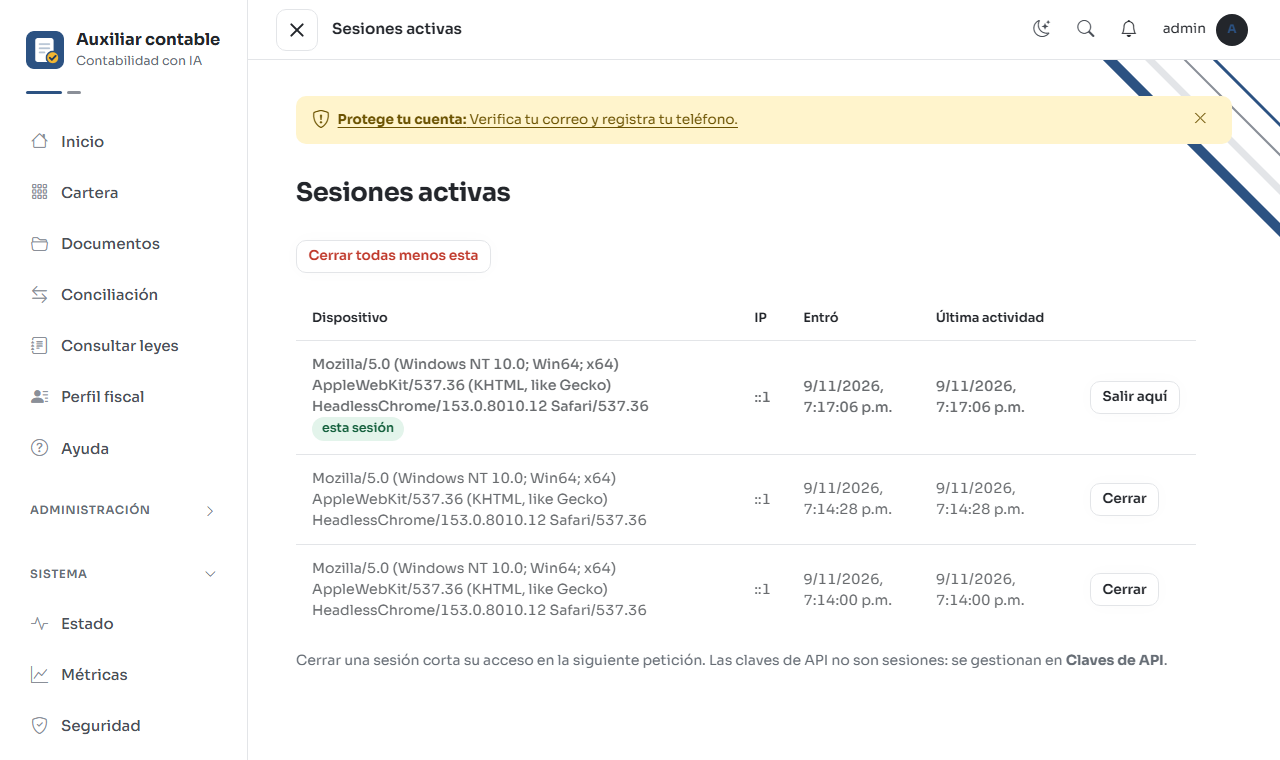 Auxiliar contable
Contabilidad con IA
Sesiones activas
admin
A
Inicio
Cartera
Documentos
Conciliación
Consultar leyes
Perfil fiscal
Ayuda
ADMINISTRACIÓN
SISTEMA
Estado
Métricas
Seguridad
Protege tu cuenta: Verifica tu correo y registra tu teléfono.
Sesiones activas
Cerrar todas menos esta
Dispositivo IP Entró Última actividad
Mozilla/5.0 (Windows NT 10.0; Win64; x64)
AppleWebKit/537.36 (KHTML, like Gecko)
HeadlessChrome/153.0.8010.12 Safari/537.36
esta sesión
::1
9/11/2026,
7:17:06 p.m.
9/11/2026,
7:17:06 p.m.
Salir aquí
Mozilla/5.0 (Windows NT 10.0; Win64; x64)
AppleWebKit/537.36 (KHTML, like Gecko)
HeadlessChrome/153.0.8010.12 Safari/537.36
::1
9/11/2026,
7:14:28 p.m.
9/11/2026,
7:14:28 p.m.
Cerrar
Mozilla/5.0 (Windows NT 10.0; Win64; x64)
AppleWebKit/537.36 (KHTML, like Gecko)
HeadlessChrome/153.0.8010.12 Safari/537.36
::1
9/11/2026,
7:14:00 p.m.
9/11/2026,
7:14:00 p.m.
Cerrar
Cerrar una sesión corta su acceso en la siguiente petición. Las claves de API no son sesiones: se gestionan en Claves de API.